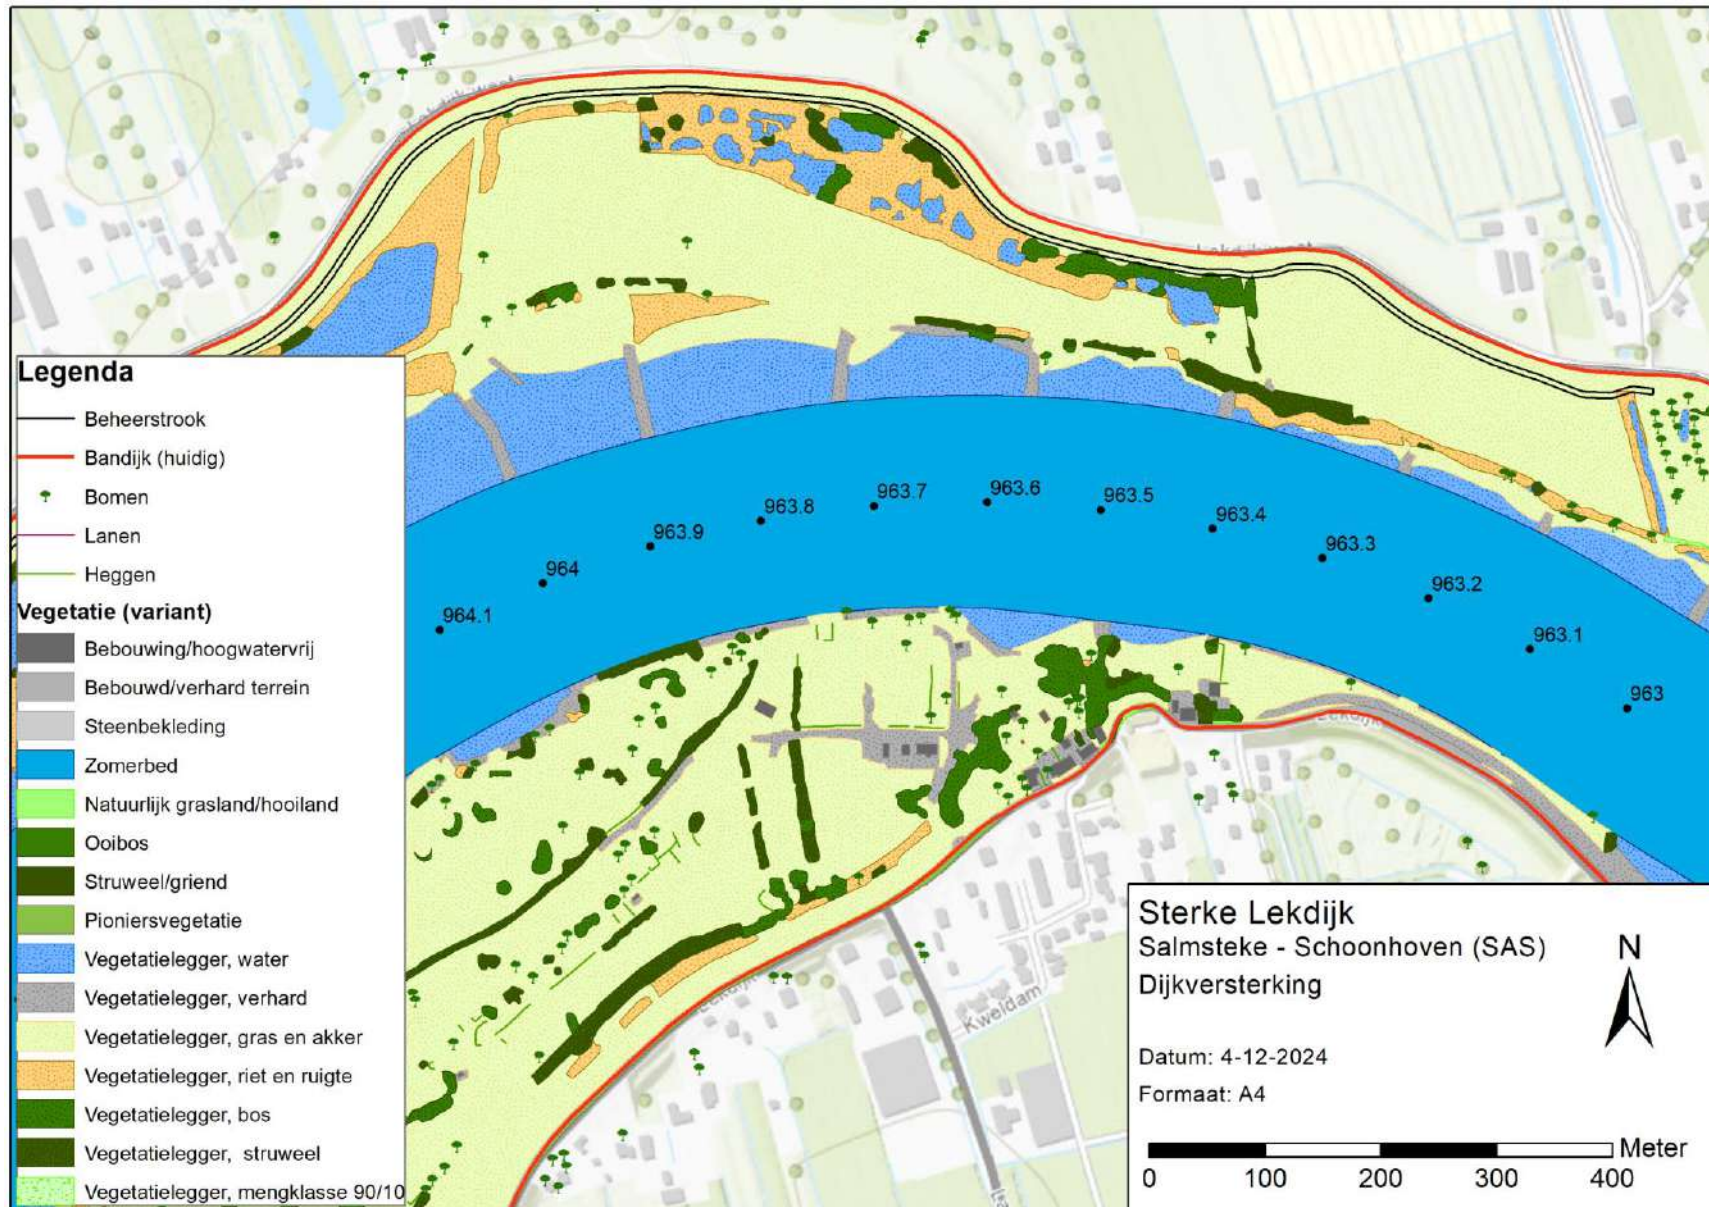 Legenda
Beheerstrook
Bandijk (huidig)
Bomen
Lanen
Heggen
Vegetatie (variant)
Bebouwing/hoogwatervrij
Bebouwd/verhard terrein
Steenbekleding
Zomerbed
Natuurlijk grasland/hooiland
Ooibos
Struweel/griend
Pioniersvegetatie
Vegetatielegger, water
Vegetatielegger, verhard
Vegetatielegger, gras en akker
Vegetatielegger, riet en ruigte
Vegetatielegger, bos
Vegetatielegger, struweel
Vegetatielegger, mengklasse 90/10
964.1
964
963.9
963.8
963.7
963.6
963.5
963.4
963.3
963.2
963.1
963
Kweldam
Sterke Lekdijk
Salmsteke - Schoonhoven (SAS)
Dijkversterking
N
Datum: 4-12-2024
Formaat: A4
Meter
0 100 200 300 400